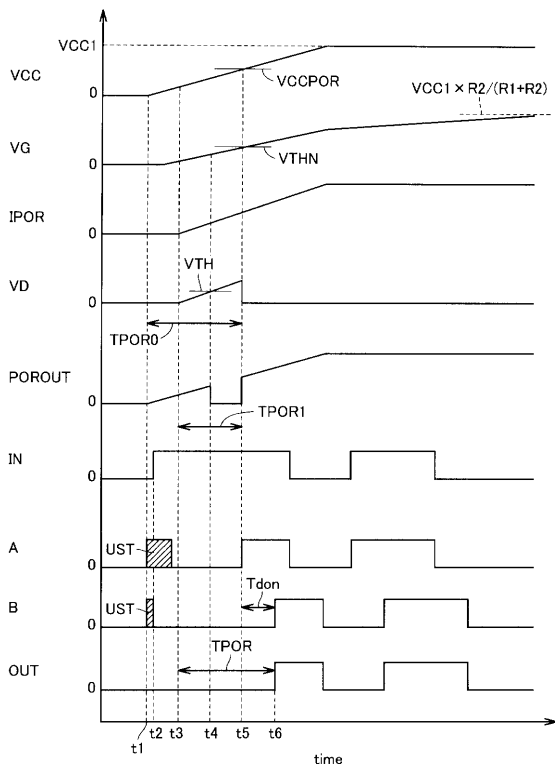 VCC1
VCC
VCCPOR
0
VCC1 × R2/(R1+R2)
VG
VTHN
0
IPOR
0
VD
VTH
0
TPOR0
POROUT
0
TPOR1
IN
0
A
UST
0
Tdon
B
UST
0
TPOR
OUT
0
t1 t2 t3 t4 t5 t6
time